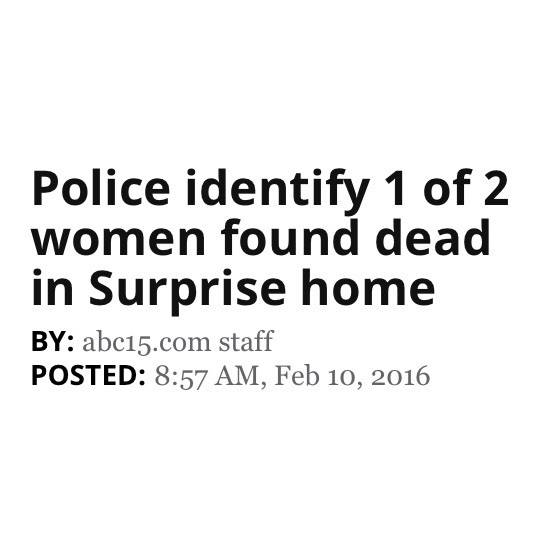 Police identify 1 of 2
women found dead
in Surprise home
BY: abc15.com staff
POSTED: 8:57 AM, Feb 10, 2016